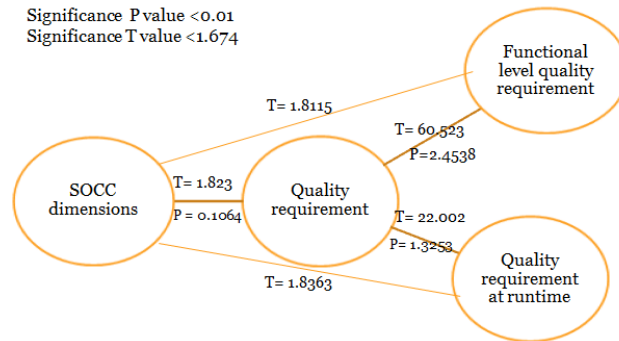 Significance P value <0.01
Significance T value <1.674
Functional
level quality
requirement
T= 1.8115
T= 60.523
P=2.4538
SOCC
dimensions
T= 1.823
P = 0.1064
Quality
requirement
T= 22.002
P= 1.3253
Quality
requirement
at runtime
T= 1.8363